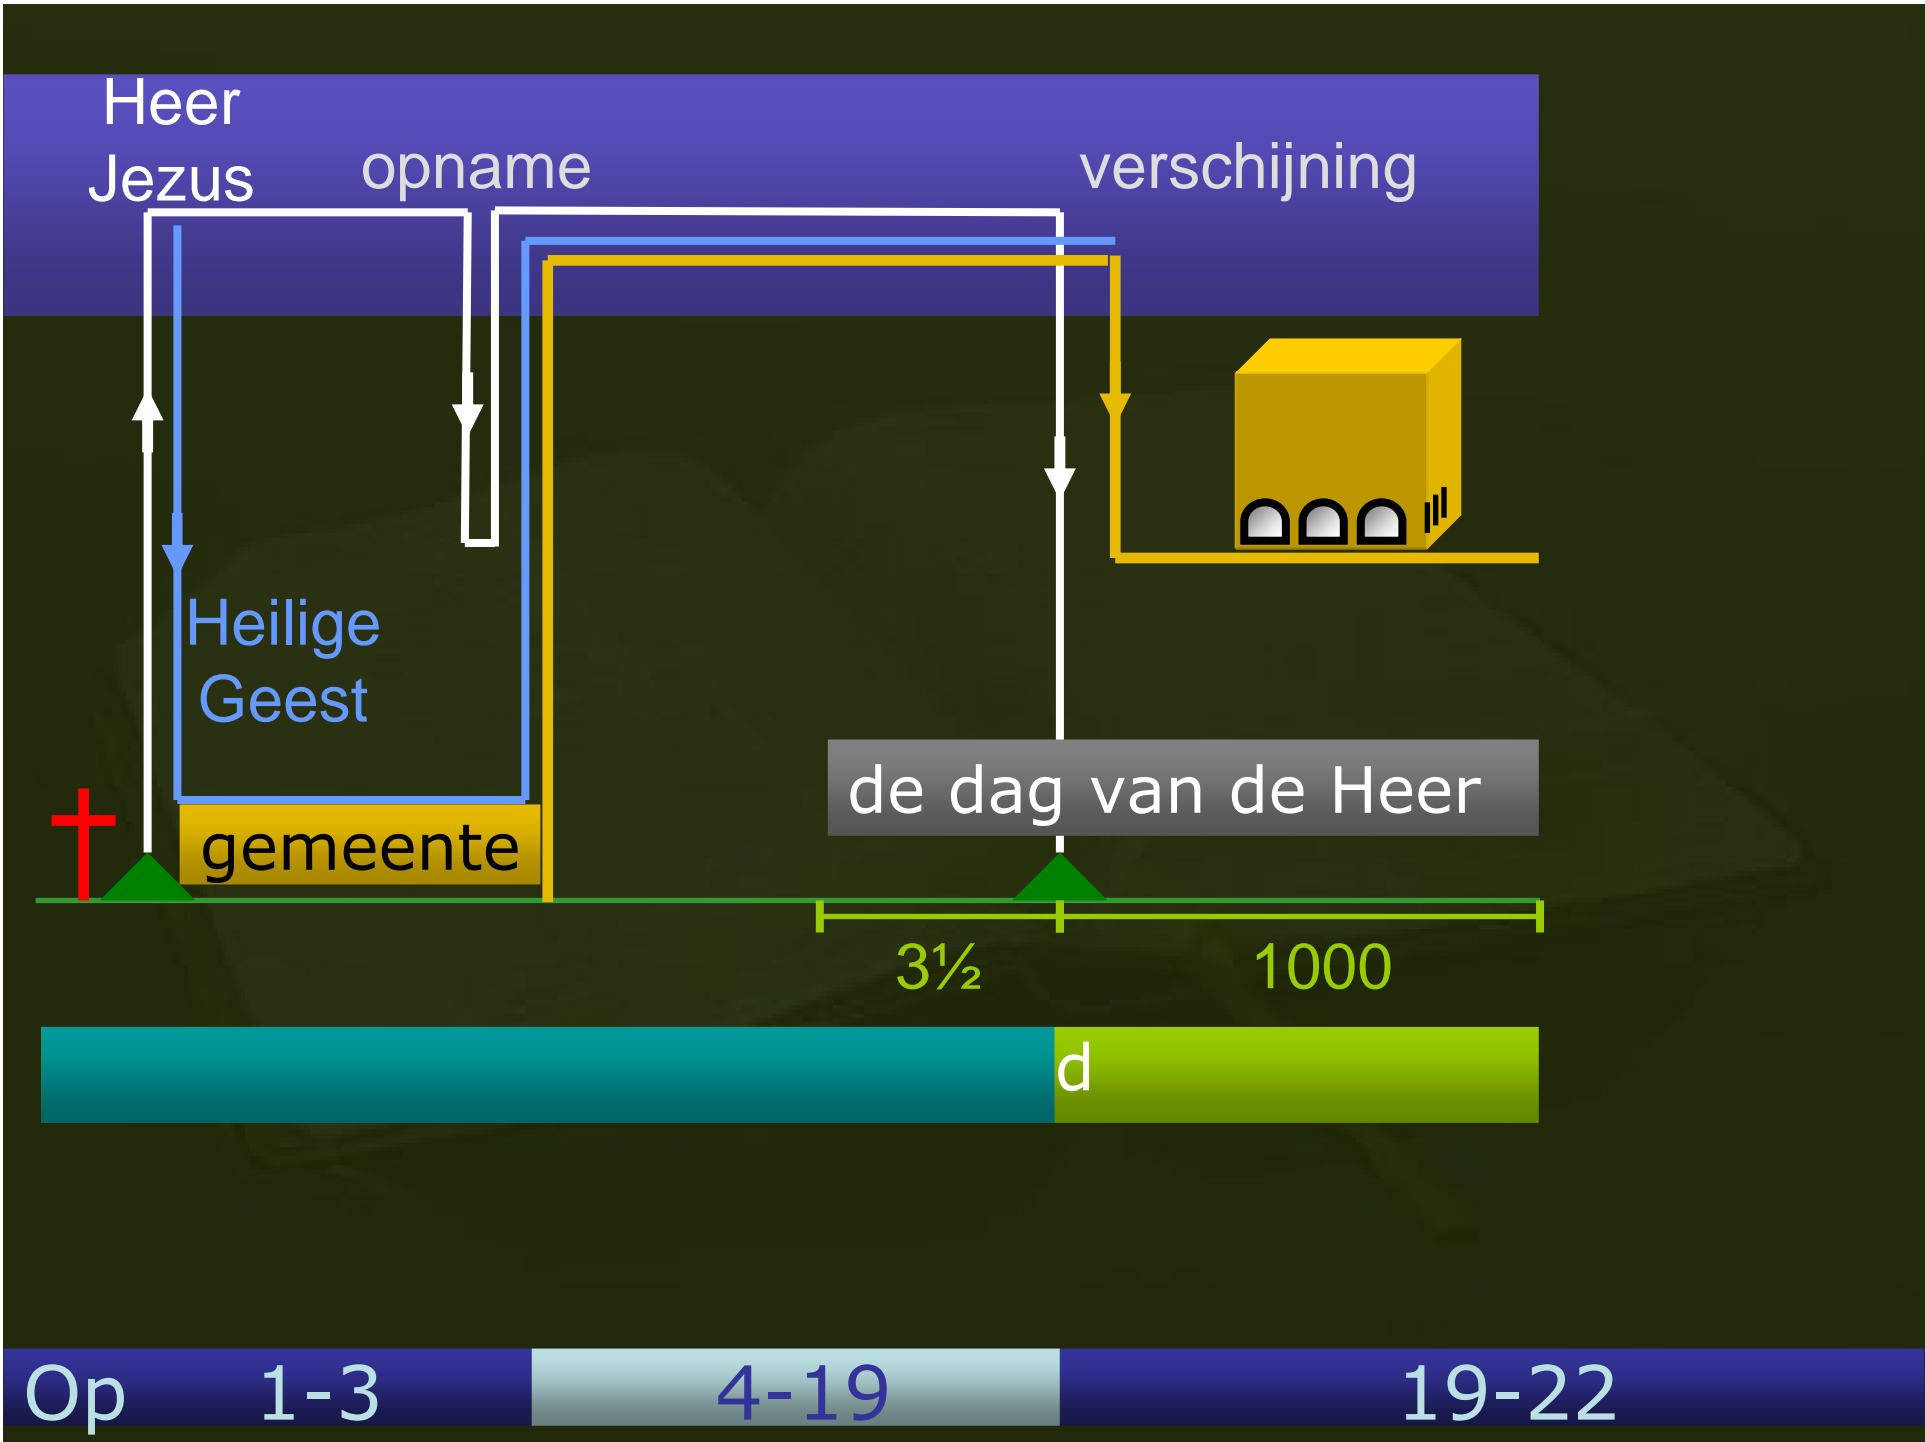 Heer
Jezus
opname
verschijning
Heilige
Geest
de dag van de Heer
gemeente
3½
1000
d
Op 1-3 4-19 19-22